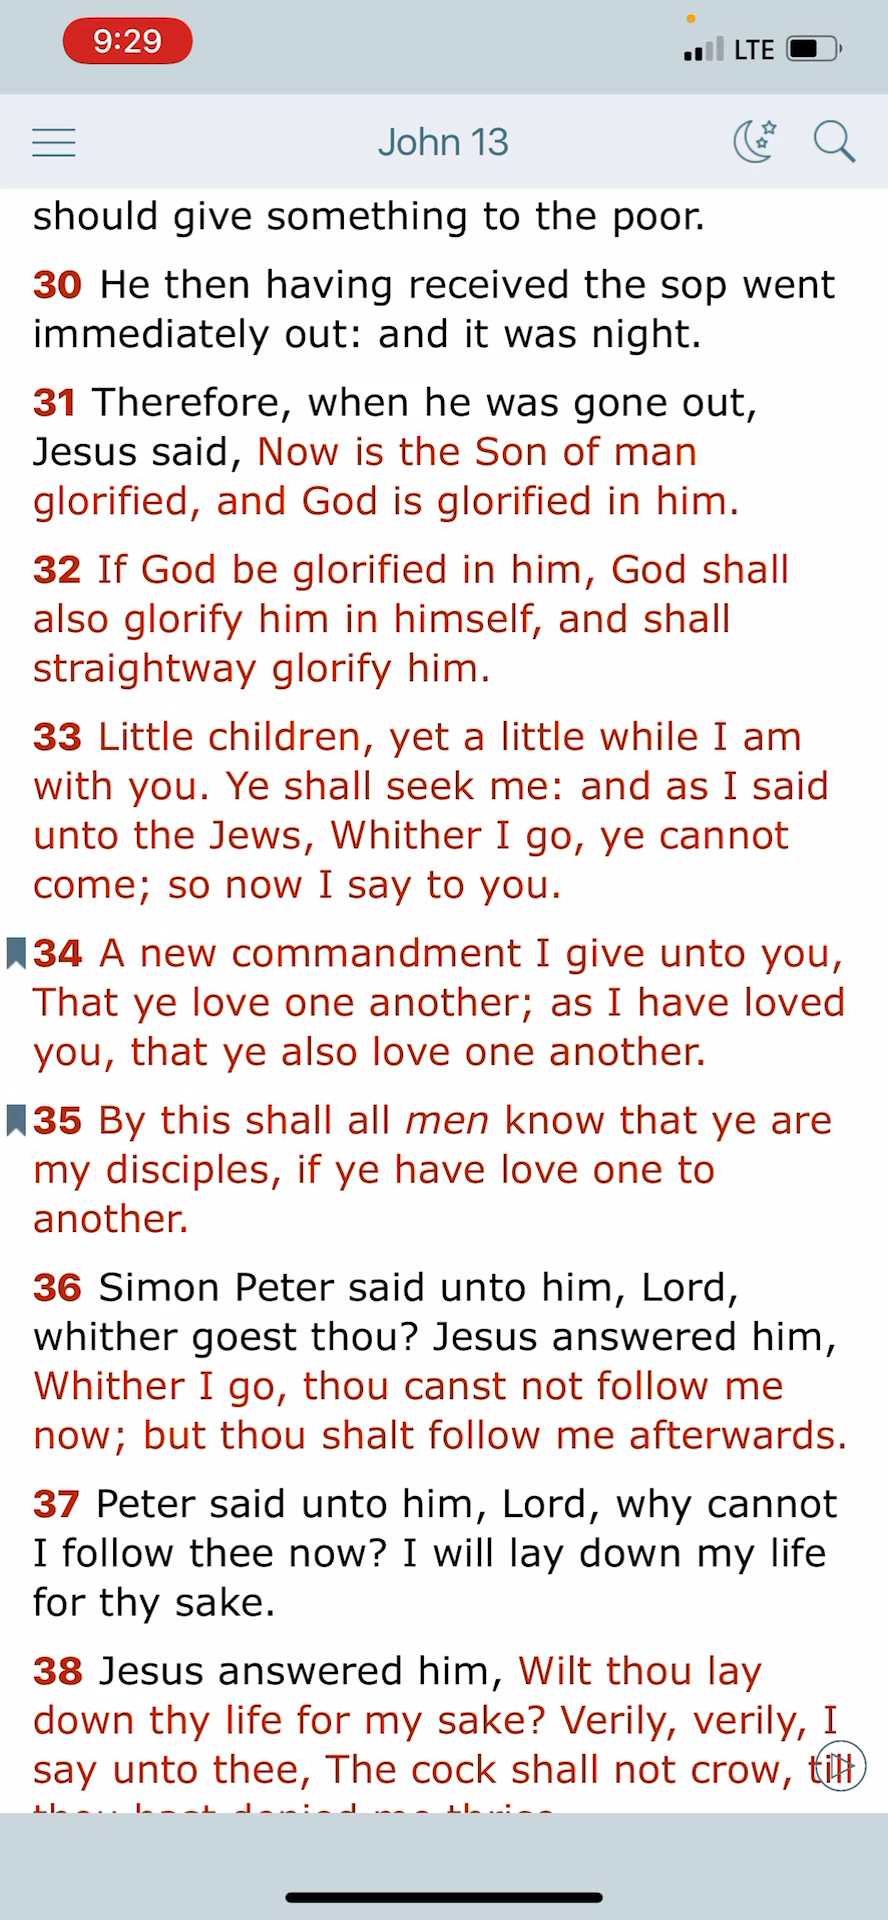 9:29
LTE
John 13
should give something to the poor.
30 He then having received the sop went
immediately out: and it was night.
31 Therefore, when he was gone out,
Jesus said, Now is the Son of man
glorified, and God is glorified in him.
32 If God be glorified in him, God shall
also glorify him in himself, and shall
straightway glorify him.
33 Little children, yet a little while I am
with you. Ye shall seek me: and as I said
unto the Jews, Whither I go, ye cannot
come; so now I say to you.
34 A new commandment I give unto you,
That ye love one another; as I have loved
you, that ye also love one another.
35 By this shall all men know that ye are
my disciples, if ye have love one to
another.
36 Simon Peter said unto him, Lord,
whither goest thou? Jesus answered him,
Whither I go, thou canst not follow me
now; but thou shalt follow me afterwards.
37 Peter said unto him, Lord, why cannot
I follow thee now? I will lay down my life
for thy sake.
38 Jesus answered him, Wilt thou lay
down thy life for my sake? Verily, verily, I
say unto thee, The cock shall not crow, till
thou hast denied me thrice